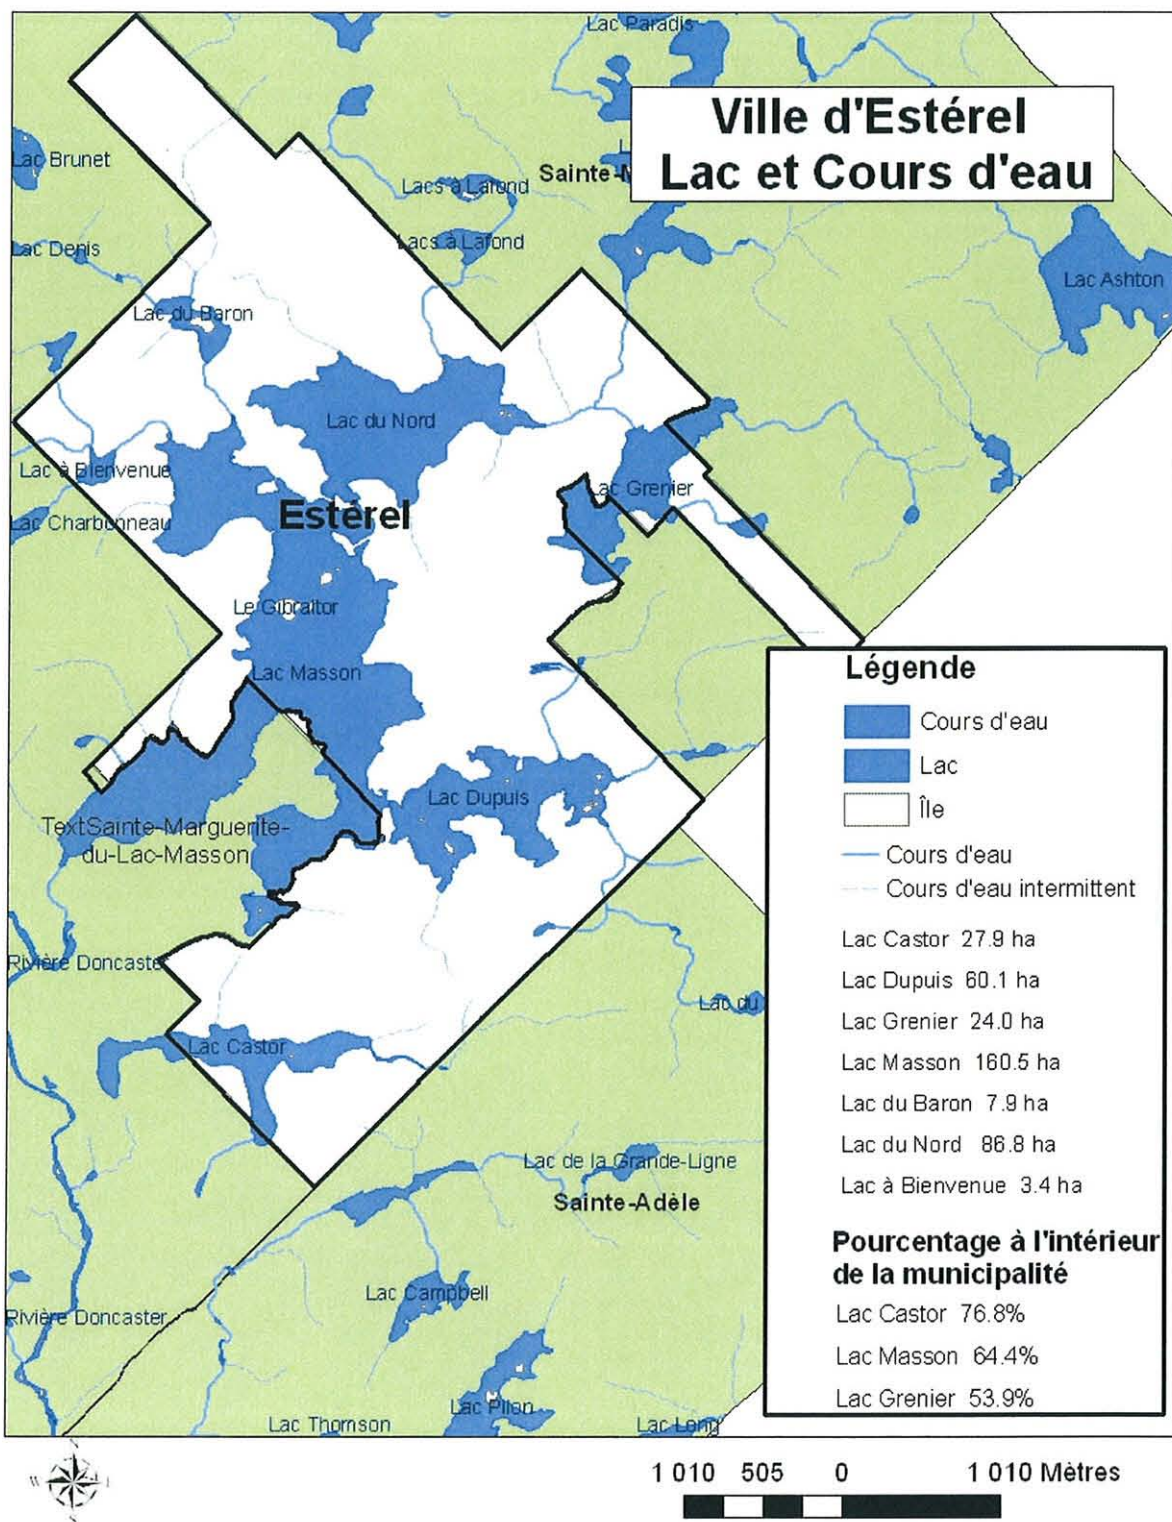 Lac Paradis
Ville d'Estérel
Lac et Cours d'eau
Lac Brunet
Lacs à Lafond
Sainte-M
Lac Denis
Lacs à Lafond
Lac Ashton
Lac du Baron
Lac du Nord
Lac à Bienvenue
Lac Grenier
Lac Charbonneau
Estérel
Le Gibraltor
Lac Masson
Lac Dupuis
TextSainte-Marguerite-
du-Lac-Masson
Rivière Doncaster
Lac du
Lac Castor
Lac de la Grande-Ligne
Sainte-Adèle
Lac Campbell
Rivière Doncaster
Lac Pilon
Lac Thomson
Lac Long
Légende
Cours d'eau
Lac
Île
Cours d'eau
Cours d'eau intermittent
Lac Castor 27.9 ha
Lac Dupuis 60.1 ha
Lac Grenier 24.0 ha
Lac Masson 160.5 ha
Lac du Baron 7.9 ha
Lac du Nord 86.8 ha
Lac à Bienvenue 3.4 ha
Pourcentage à l'intérieur
de la municipalité
Lac Castor 76.8%
Lac Masson 64.4%
Lac Grenier 53.9%
1 010 505 0 1 010 Mètres